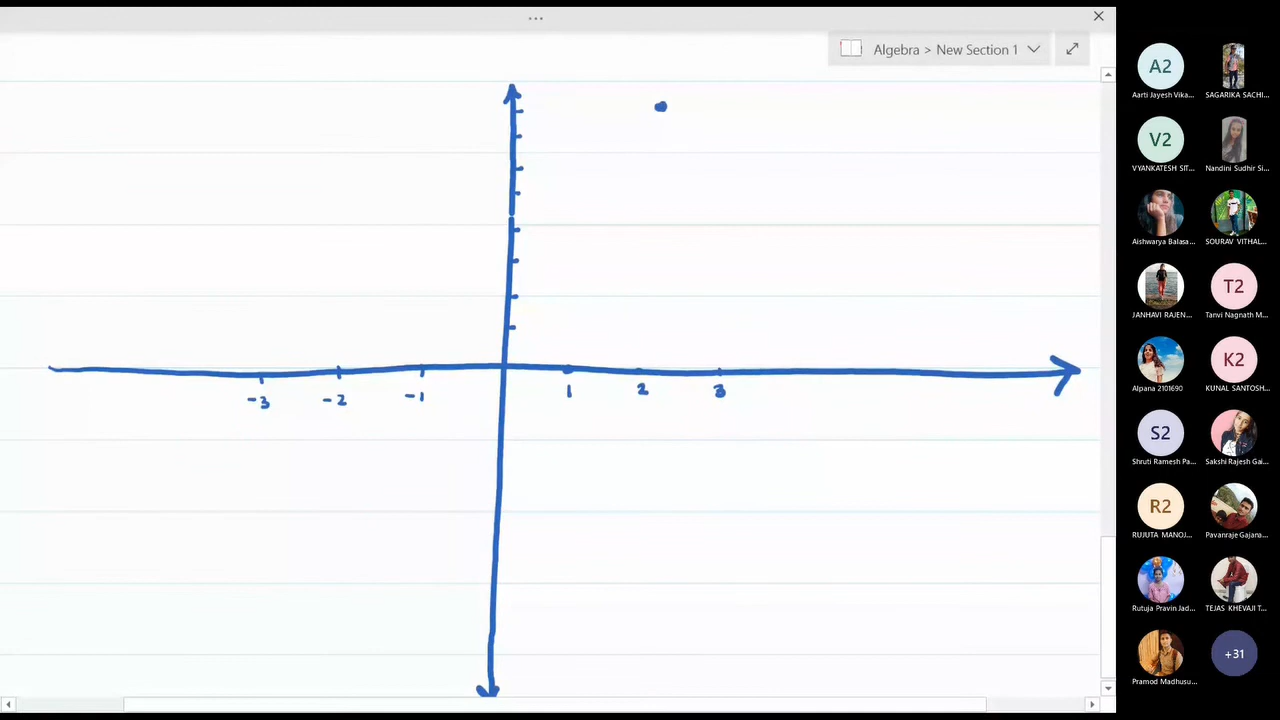 ...
Algebra > New Section 1
-3 -2 -1 1 2 3
A2
Aarti Jayesh Vika...
SAGARIKA SACHI...
V2
VYANKATESH SIT...
Nandini Sudhir Si...
Aishwarya Balasa...
SOURAV VITHAL...
JANHAVI RAJEN...
T2
Tanvi Nagnath M...
Alpana 2101690
K2
KUNAL SANTOSH...
S2
Shruti Ramesh Pa...
Sakshi Rajesh Gai...
R2
RUJUTA MANOJ...
Pavanraje Gajana...
Rutuja Pravin Jad...
TEJAS KHEVAJI T...
Pramod Madhusu...
+31